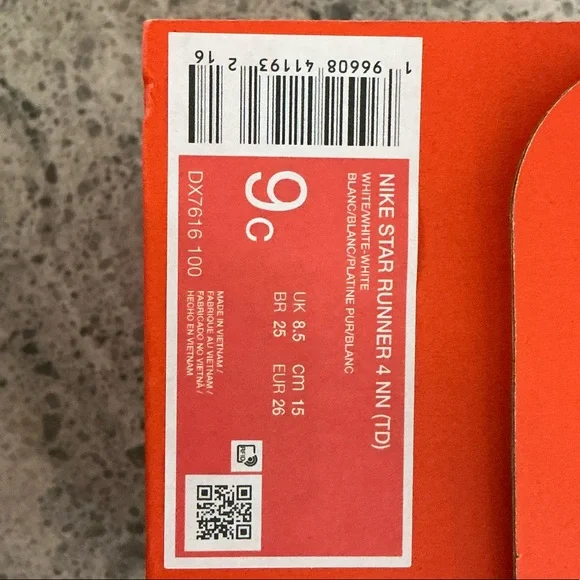 NIKE STAR RUNNER 4 NN (TD)
WHITE/WHITE-WHITE
BLANC/BLANC/PLATINE PUR/BLANC
9C
UK 8.5 cm 15
BR 25 EUR 26
DX7616 100
MADE IN VIETNAM /
FABRIQUE AU VIETNAM /
FABRICADO NO VIETNÃ /
HECHO EN VIETNAM
1 96608 41193 2 16